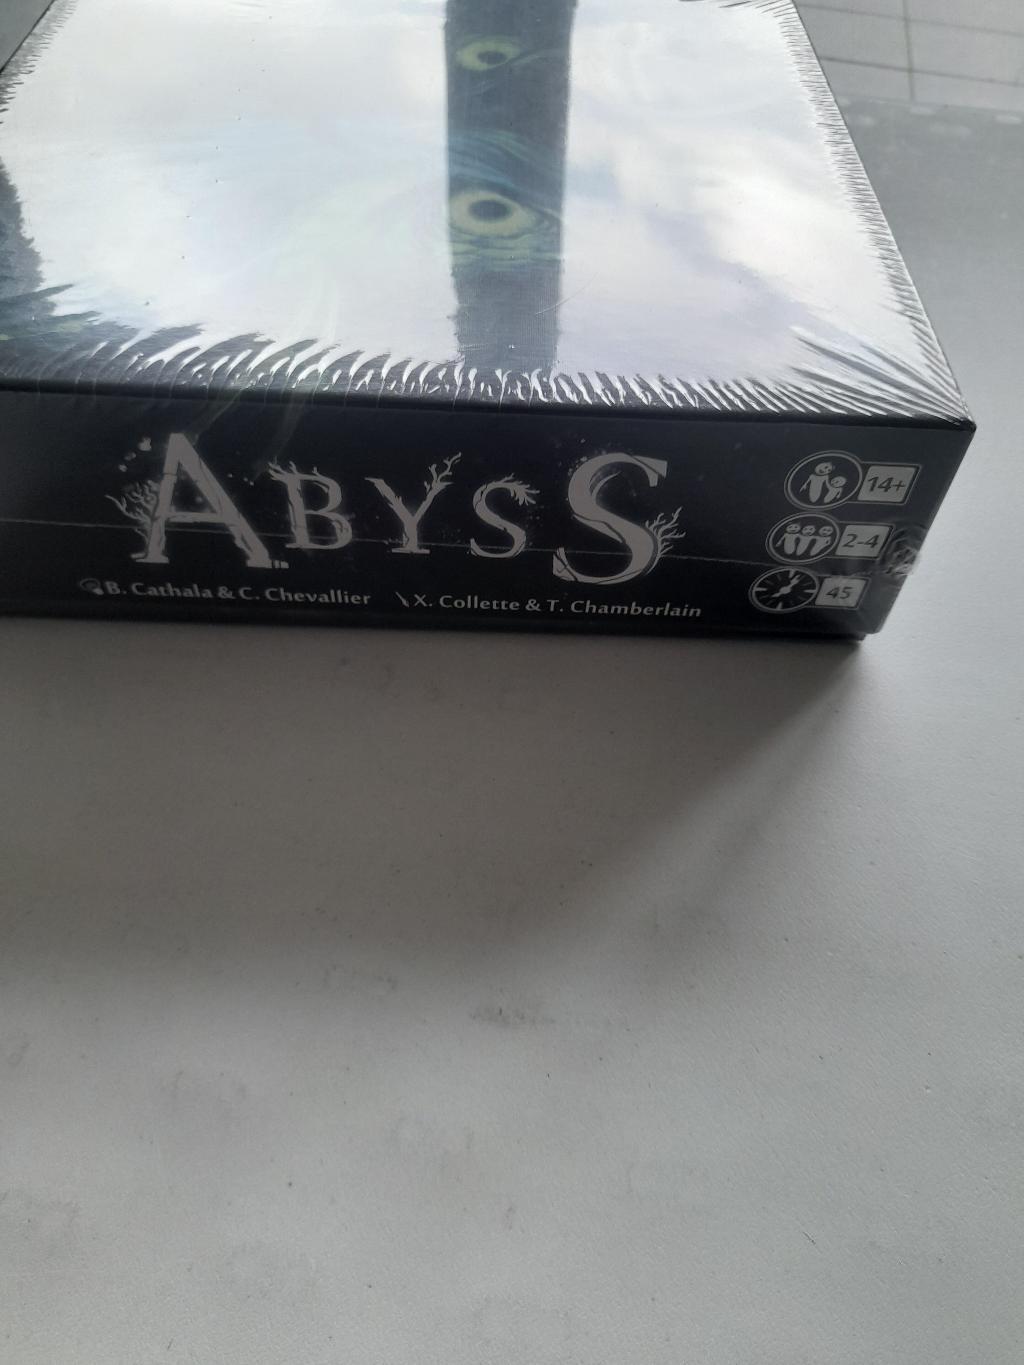 ABYSS
B. Cathala & C. Chevallier X. Collette & T. Chamberlain
14+
2-4
45